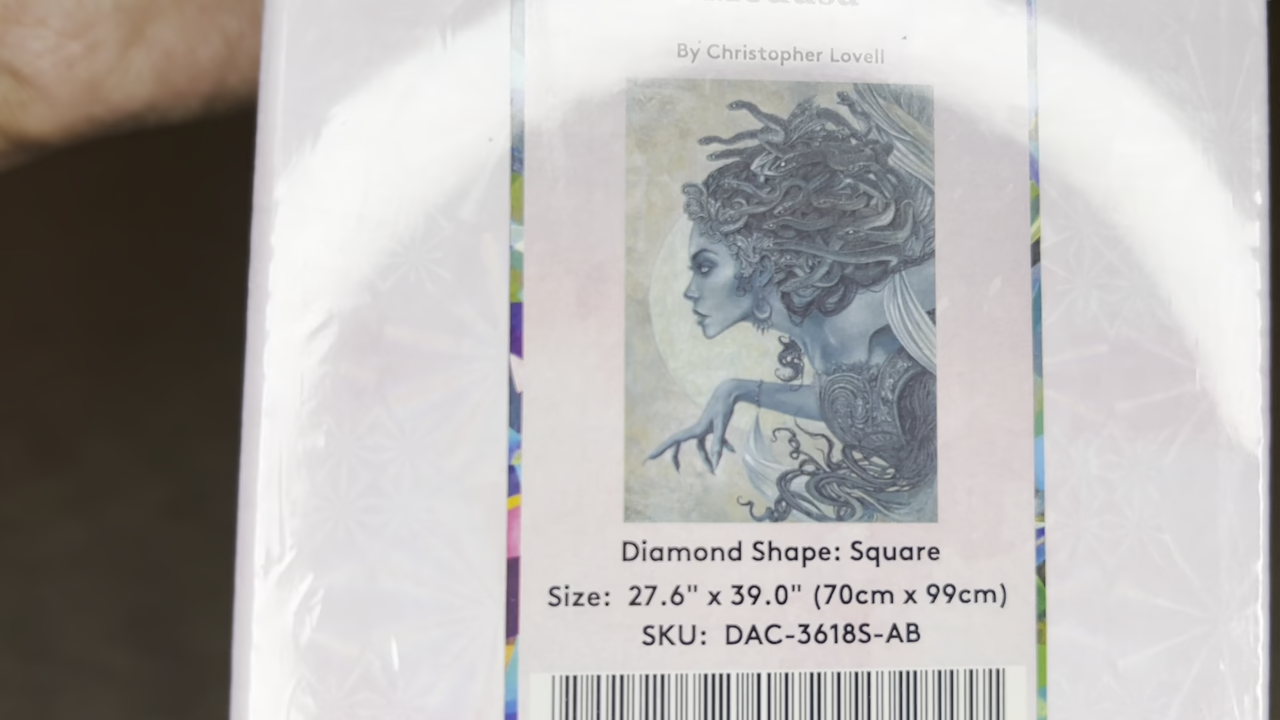 By Christopher Lovell
Diamond Shape: Square
Size: 27.6" x 39.0" (70cm x 99cm)
SKU: DAC-3618S-AB